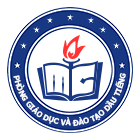 PHÒNG GIÁO DỤC VÀ ĐÀO TẠO DẦU TIẾNG